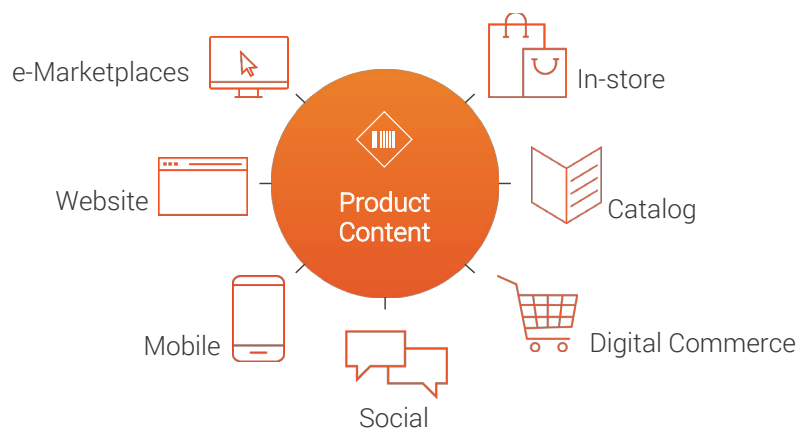 e-Marketplaces
In-store
Product
Content
Website
Catalog
Mobile
Digital Commerce
Social